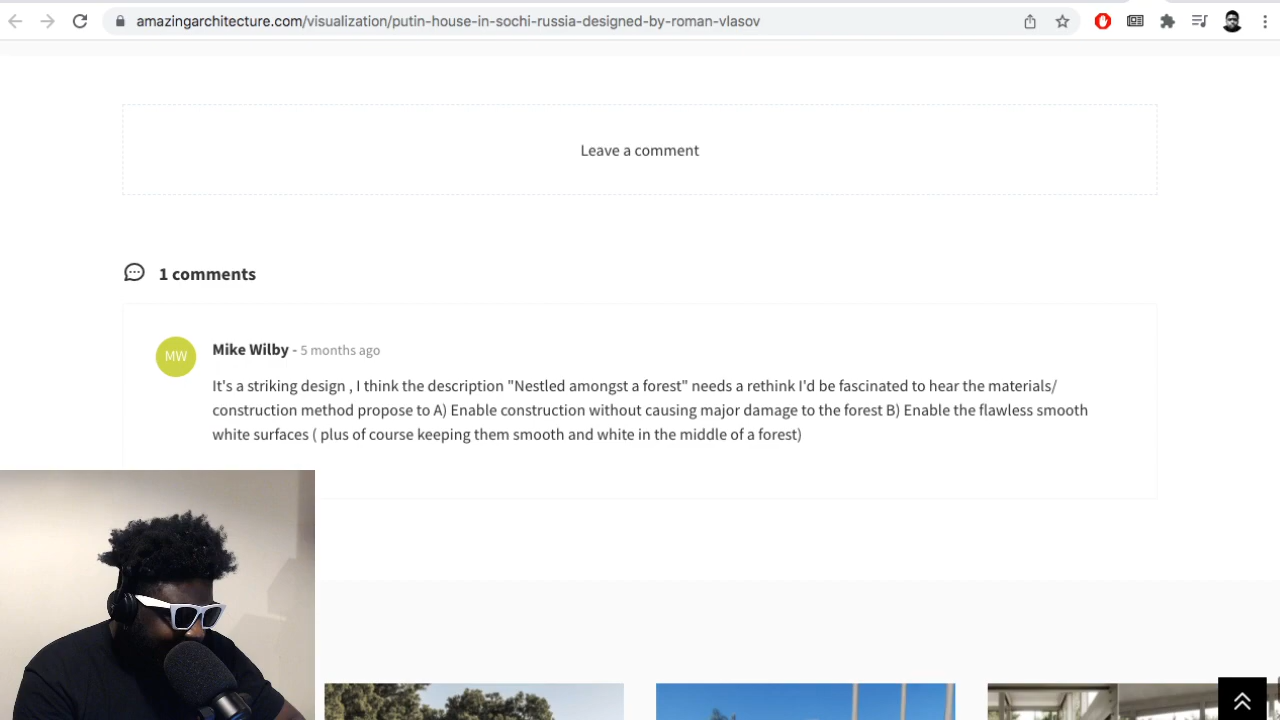 amazingarchitecture.com/visualization/putin-house-in-sochi-russia-designed-by-roman-vlasov
Leave a comment
1 comments
MW
Mike Wilby - 5 months ago
It's a striking design , I think the description "Nestled amongst a forest" needs a rethink I'd be fascinated to hear the materials/
construction method propose to A) Enable construction without causing major damage to the forest B) Enable the flawless smooth
white surfaces ( plus of course keeping them smooth and white in the middle of a forest)